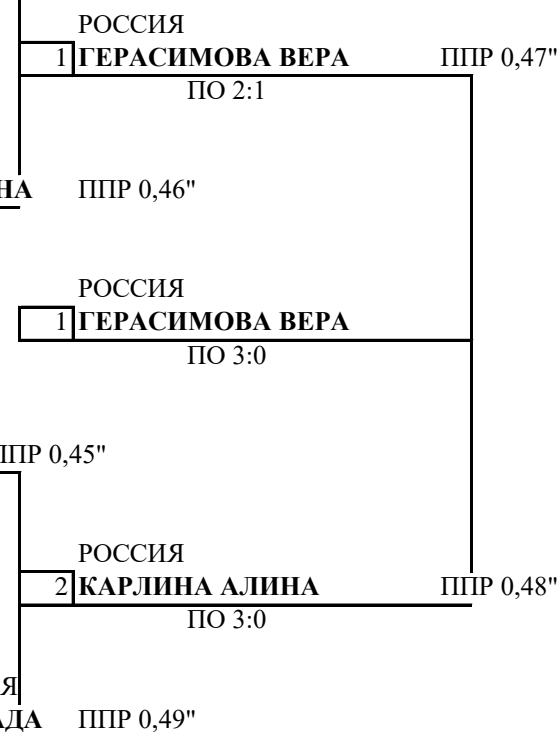 РОССИЯ
1 ГЕРАСИМОВА ВЕРА ППР 0,47"
ПО 2:1
ППР 0,46"
РОССИЯ
1 ГЕРАСИМОВА ВЕРА
ПО 3:0
ППР 0,45"
РОССИЯ
2 КАРЛИНА АЛИНА ППР 0,48"
ПО 3:0
ППР 0,49"